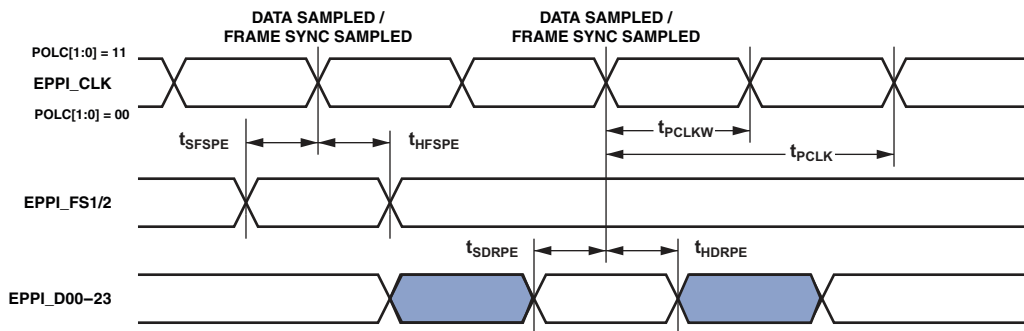 DATA SAMPLED /
FRAME SYNC SAMPLED
DATA SAMPLED /
FRAME SYNC SAMPLED
POLC[1:0] = 11
EPPI_CLK
POLC[1:0] = 00
tSFSPE
tHFSPE
tPCLKW
tPCLK
EPPI_FS1/2
tSDRPE
tHDRPE
EPPI_D00–23